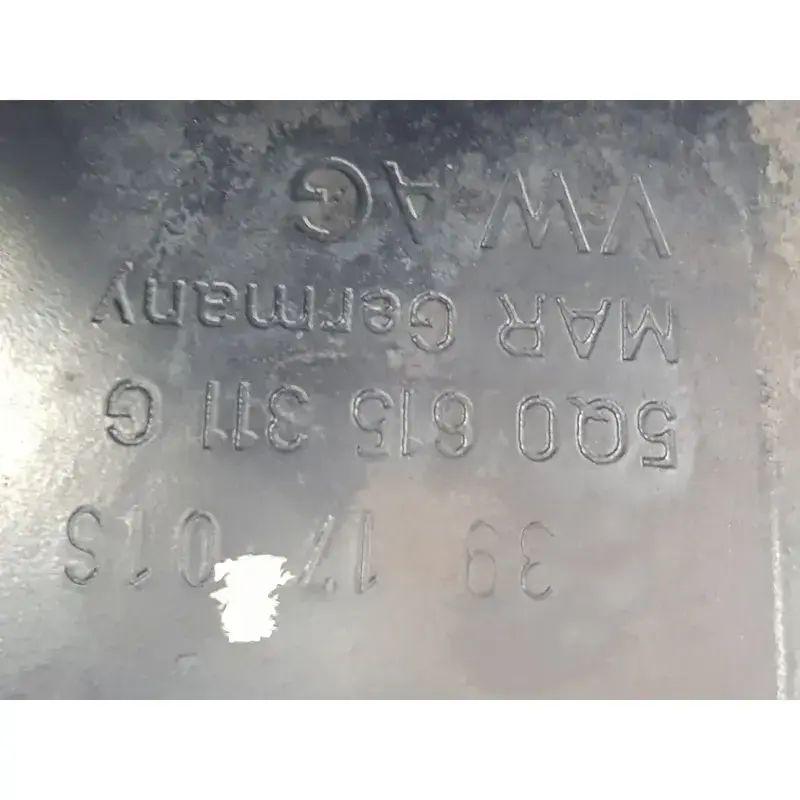 39 17 01S
5Q0 615 311 G
MAR Germany
VW AG